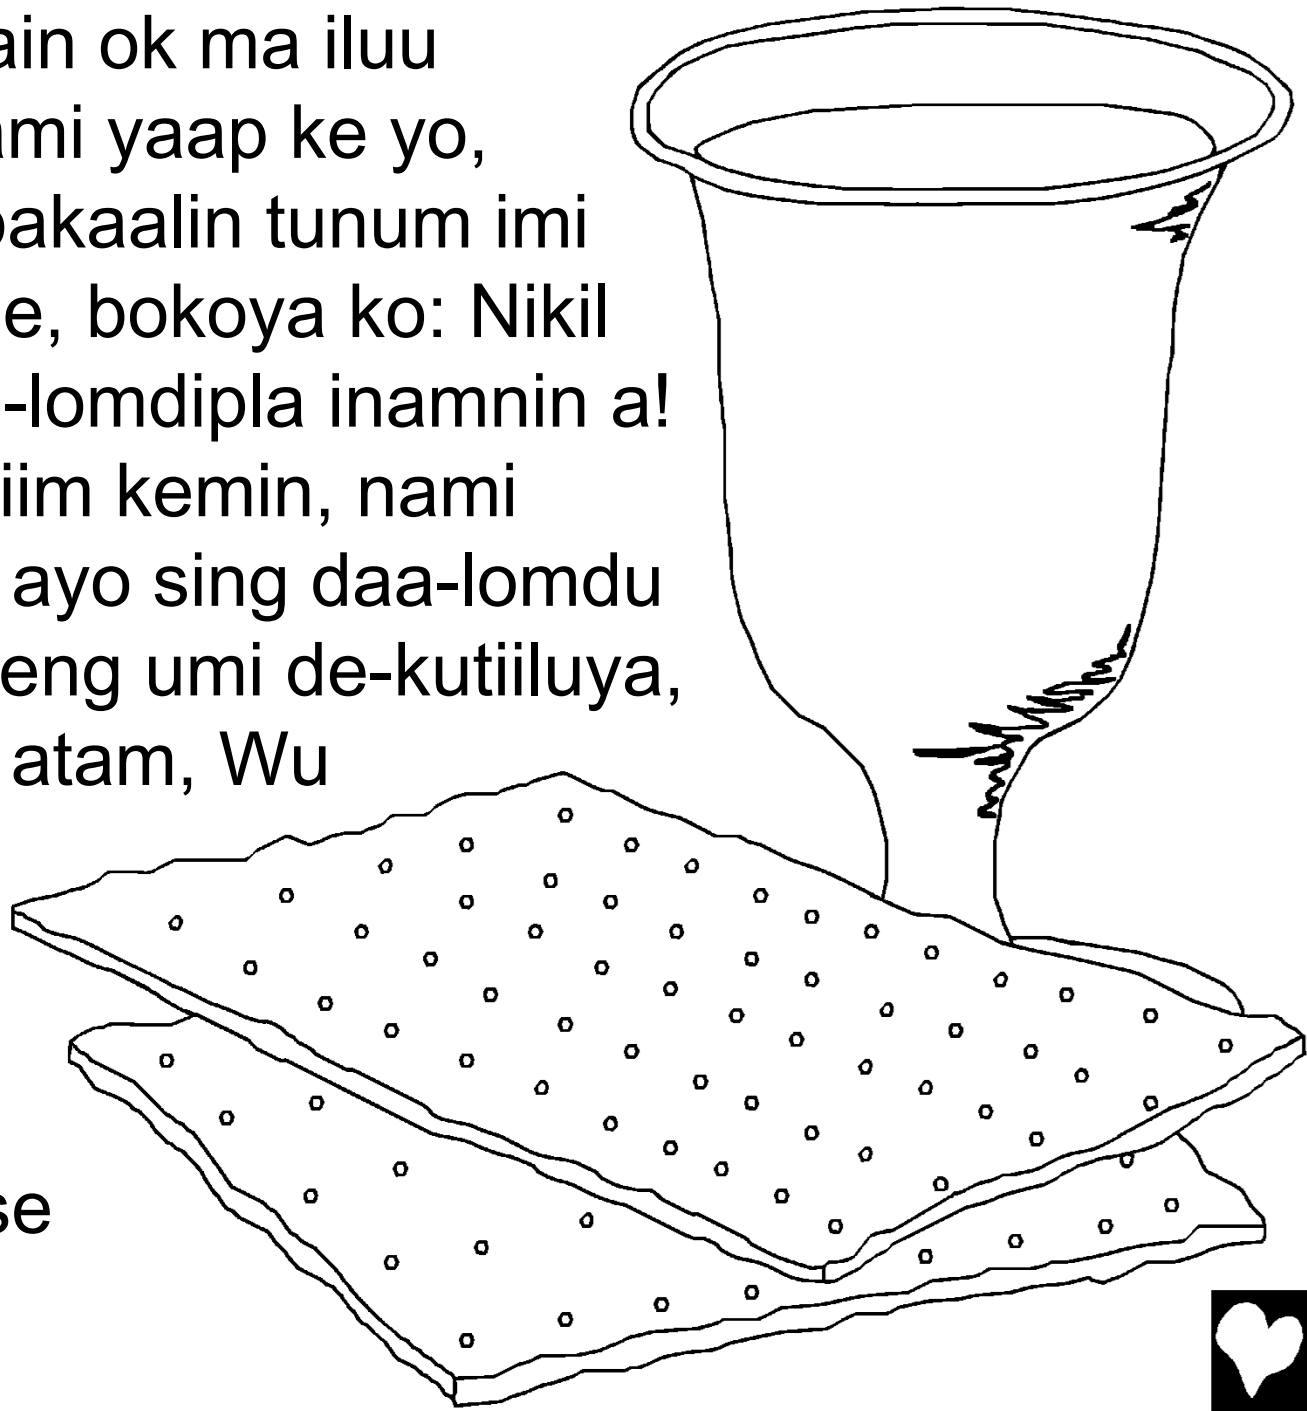 ain ok ma iluu
ami yaap ke yo,
bakaalin tunum imi
e, bokoya ko: Nikil
-lomdipla inamnin a!
iim kemin, nami
ayo sing daa-lomdu
eng umi de-kutiiluya,
atam, Wu
se